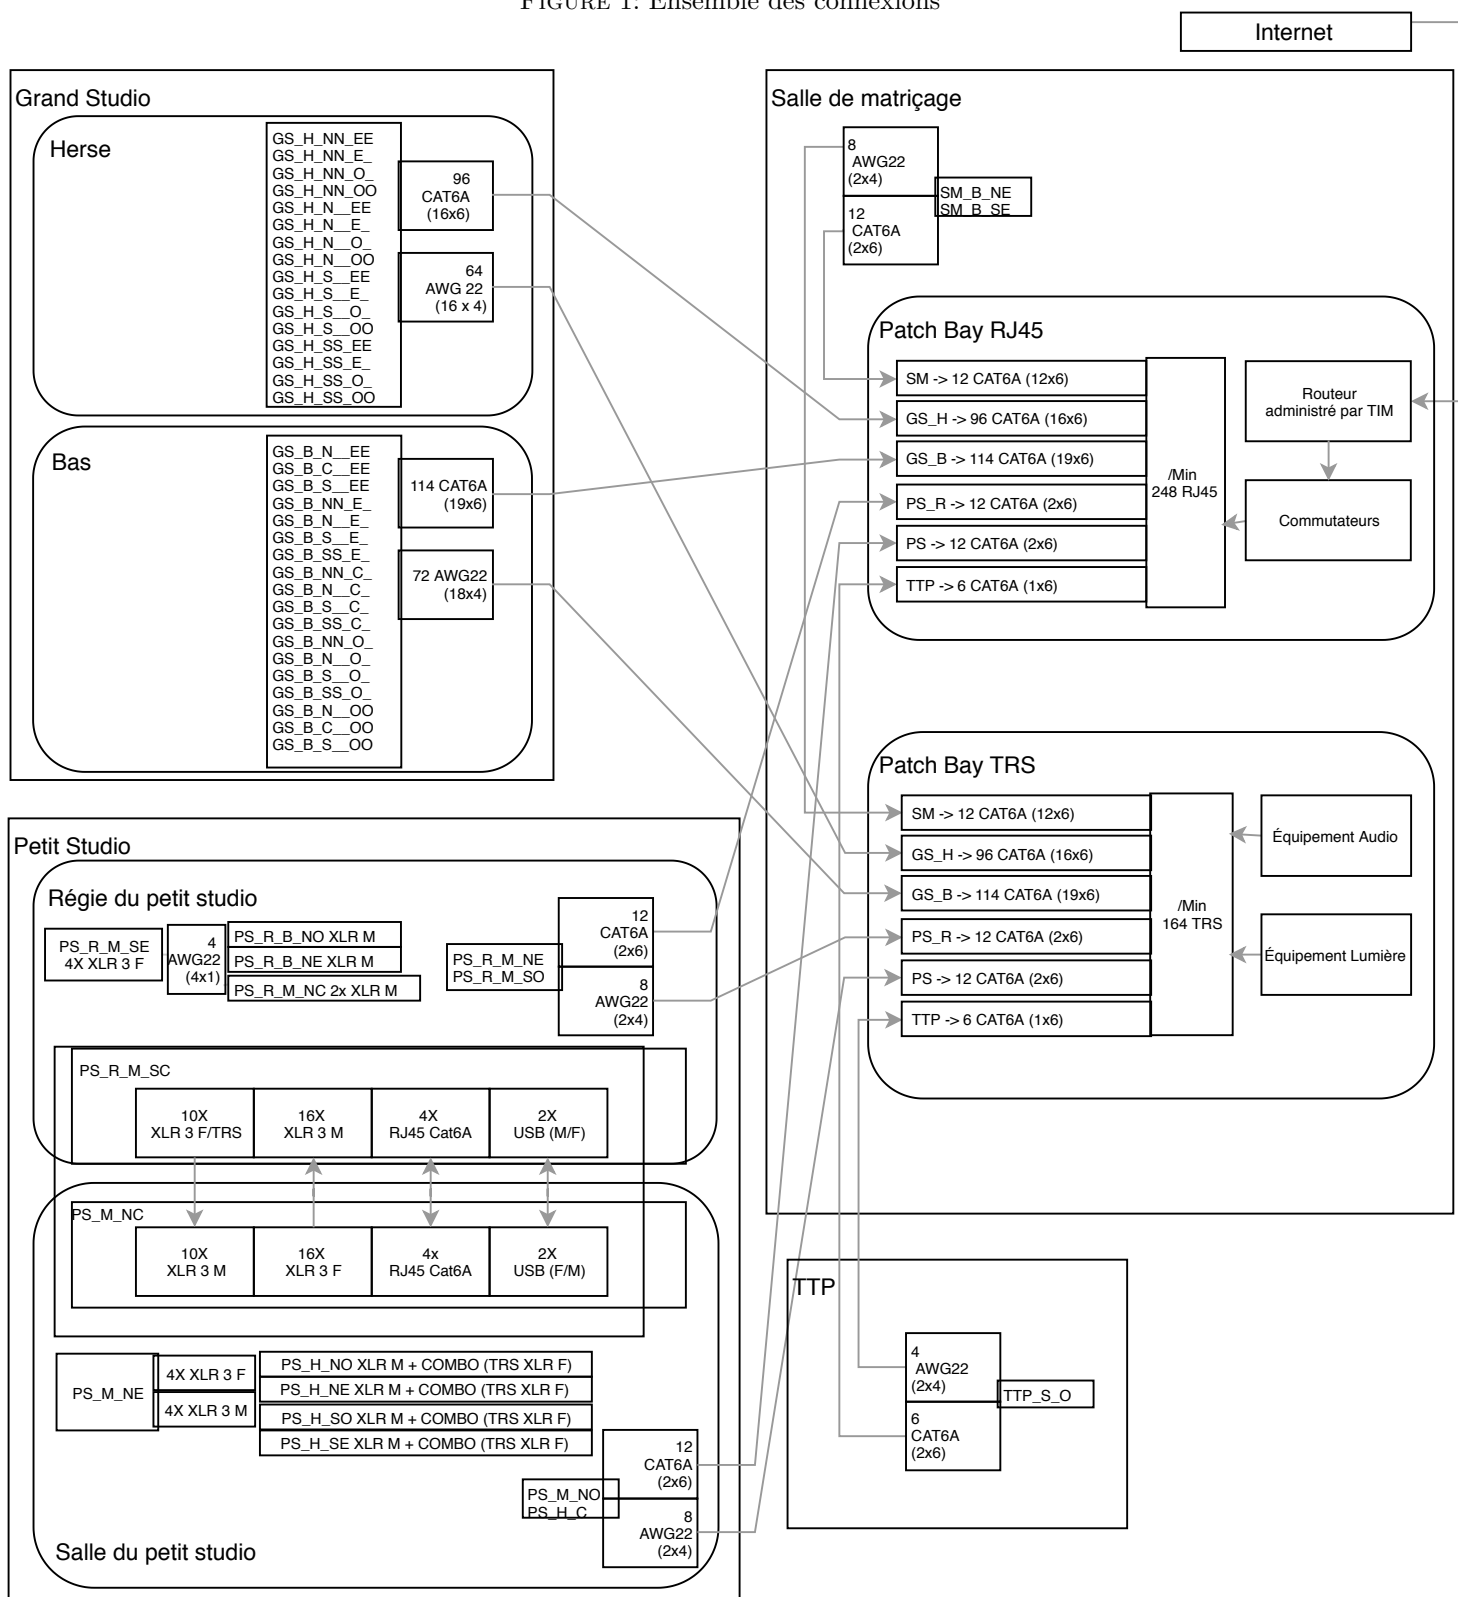 FIGURE 1: Ensemble des connexions
Internet
Grand Studio
Herse
GS_H_NN_EE
GS_H_NN_E_
GS_H_NN_O_
GS_H_NN_OO
GS_H_N__EE
GS_H_N__E_
GS_H_N__O_
GS_H_N__OO
GS_H_S__EE
GS_H_S__E_
GS_H_S__O_
GS_H_S__OO
GS_H_SS_EE
GS_H_SS_E_
GS_H_SS_O_
GS_H_SS_OO
96
CAT6A
(16x6)
64
AWG 22
(16 x 4)
Bas
GS_B_N__EE
GS_B_C__EE
GS_B_S__EE
GS_B_NN_E_
GS_B_N__E_
GS_B_S__E_
GS_B_SS_E_
GS_B_NN_C_
GS_B_N__C_
GS_B_S__C_
GS_B_SS_C_
GS_B_NN_O_
GS_B_N__O_
GS_B_S__O_
GS_B_SS_O_
GS_B_N__OO
GS_B_C__OO
GS_B_S__OO
114 CAT6A
(19x6)
72 AWG22
(18x4)
Salle de matriçage
8
AWG22
(2x4)
12
CAT6A
(2x6)
SM_B_NE
SM_B_SE
Patch Bay RJ45
SM -> 12 CAT6A (12x6)
GS_H -> 96 CAT6A (16x6)
GS_B -> 114 CAT6A (19x6)
PS_R -> 12 CAT6A (2x6)
PS -> 12 CAT6A (2x6)
TTP -> 6 CAT6A (1x6)
/Min
248 RJ45
Routeur
administré par TIM
Commutateurs
Patch Bay TRS
SM -> 12 CAT6A (12x6)
GS_H -> 96 CAT6A (16x6)
GS_B -> 114 CAT6A (19x6)
PS_R -> 12 CAT6A (2x6)
PS -> 12 CAT6A (2x6)
TTP -> 6 CAT6A (1x6)
/Min
164 TRS
Équipement Audio
Équipement Lumière
Petit Studio
Régie du petit studio
PS_R_M_SE
4X XLR 3 F
4
AWG22
(4x1)
PS_R_B_NO XLR M
PS_R_B_NE XLR M
PS_R_M_NC 2x XLR M
PS_R_M_NE
PS_R_M_SO
12
CAT6A
(2x6)
8
AWG22
(2x4)
PS_R_M_SC
10X
XLR 3 F/TRS
16X
XLR 3 M
4X
RJ45 Cat6A
2X
USB (M/F)
PS_M_NC
10X
XLR 3 M
16X
XLR 3 F
4x
RJ45 Cat6A
2X
USB (F/M)
PS_M_NE
4X XLR 3 F
4X XLR 3 M
PS_H_NO XLR M + COMBO (TRS XLR F)
PS_H_NE XLR M + COMBO (TRS XLR F)
PS_H_SO XLR M + COMBO (TRS XLR F)
PS_H_SE XLR M + COMBO (TRS XLR F)
PS_M_NO
PS_H_C
12
CAT6A
(2x6)
8
AWG22
(2x4)
Salle du petit studio
TTP
4
AWG22
(2x4)
6
CAT6A
(2x6)
TTP_S_O